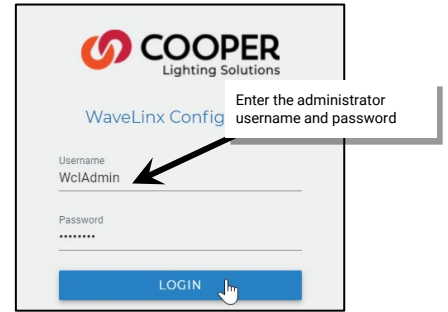 COOPER
Lighting Solutions
WaveLinx Config
Enter the administrator
username and password
Username
WclAdmin
Password
••••••••
LOGIN